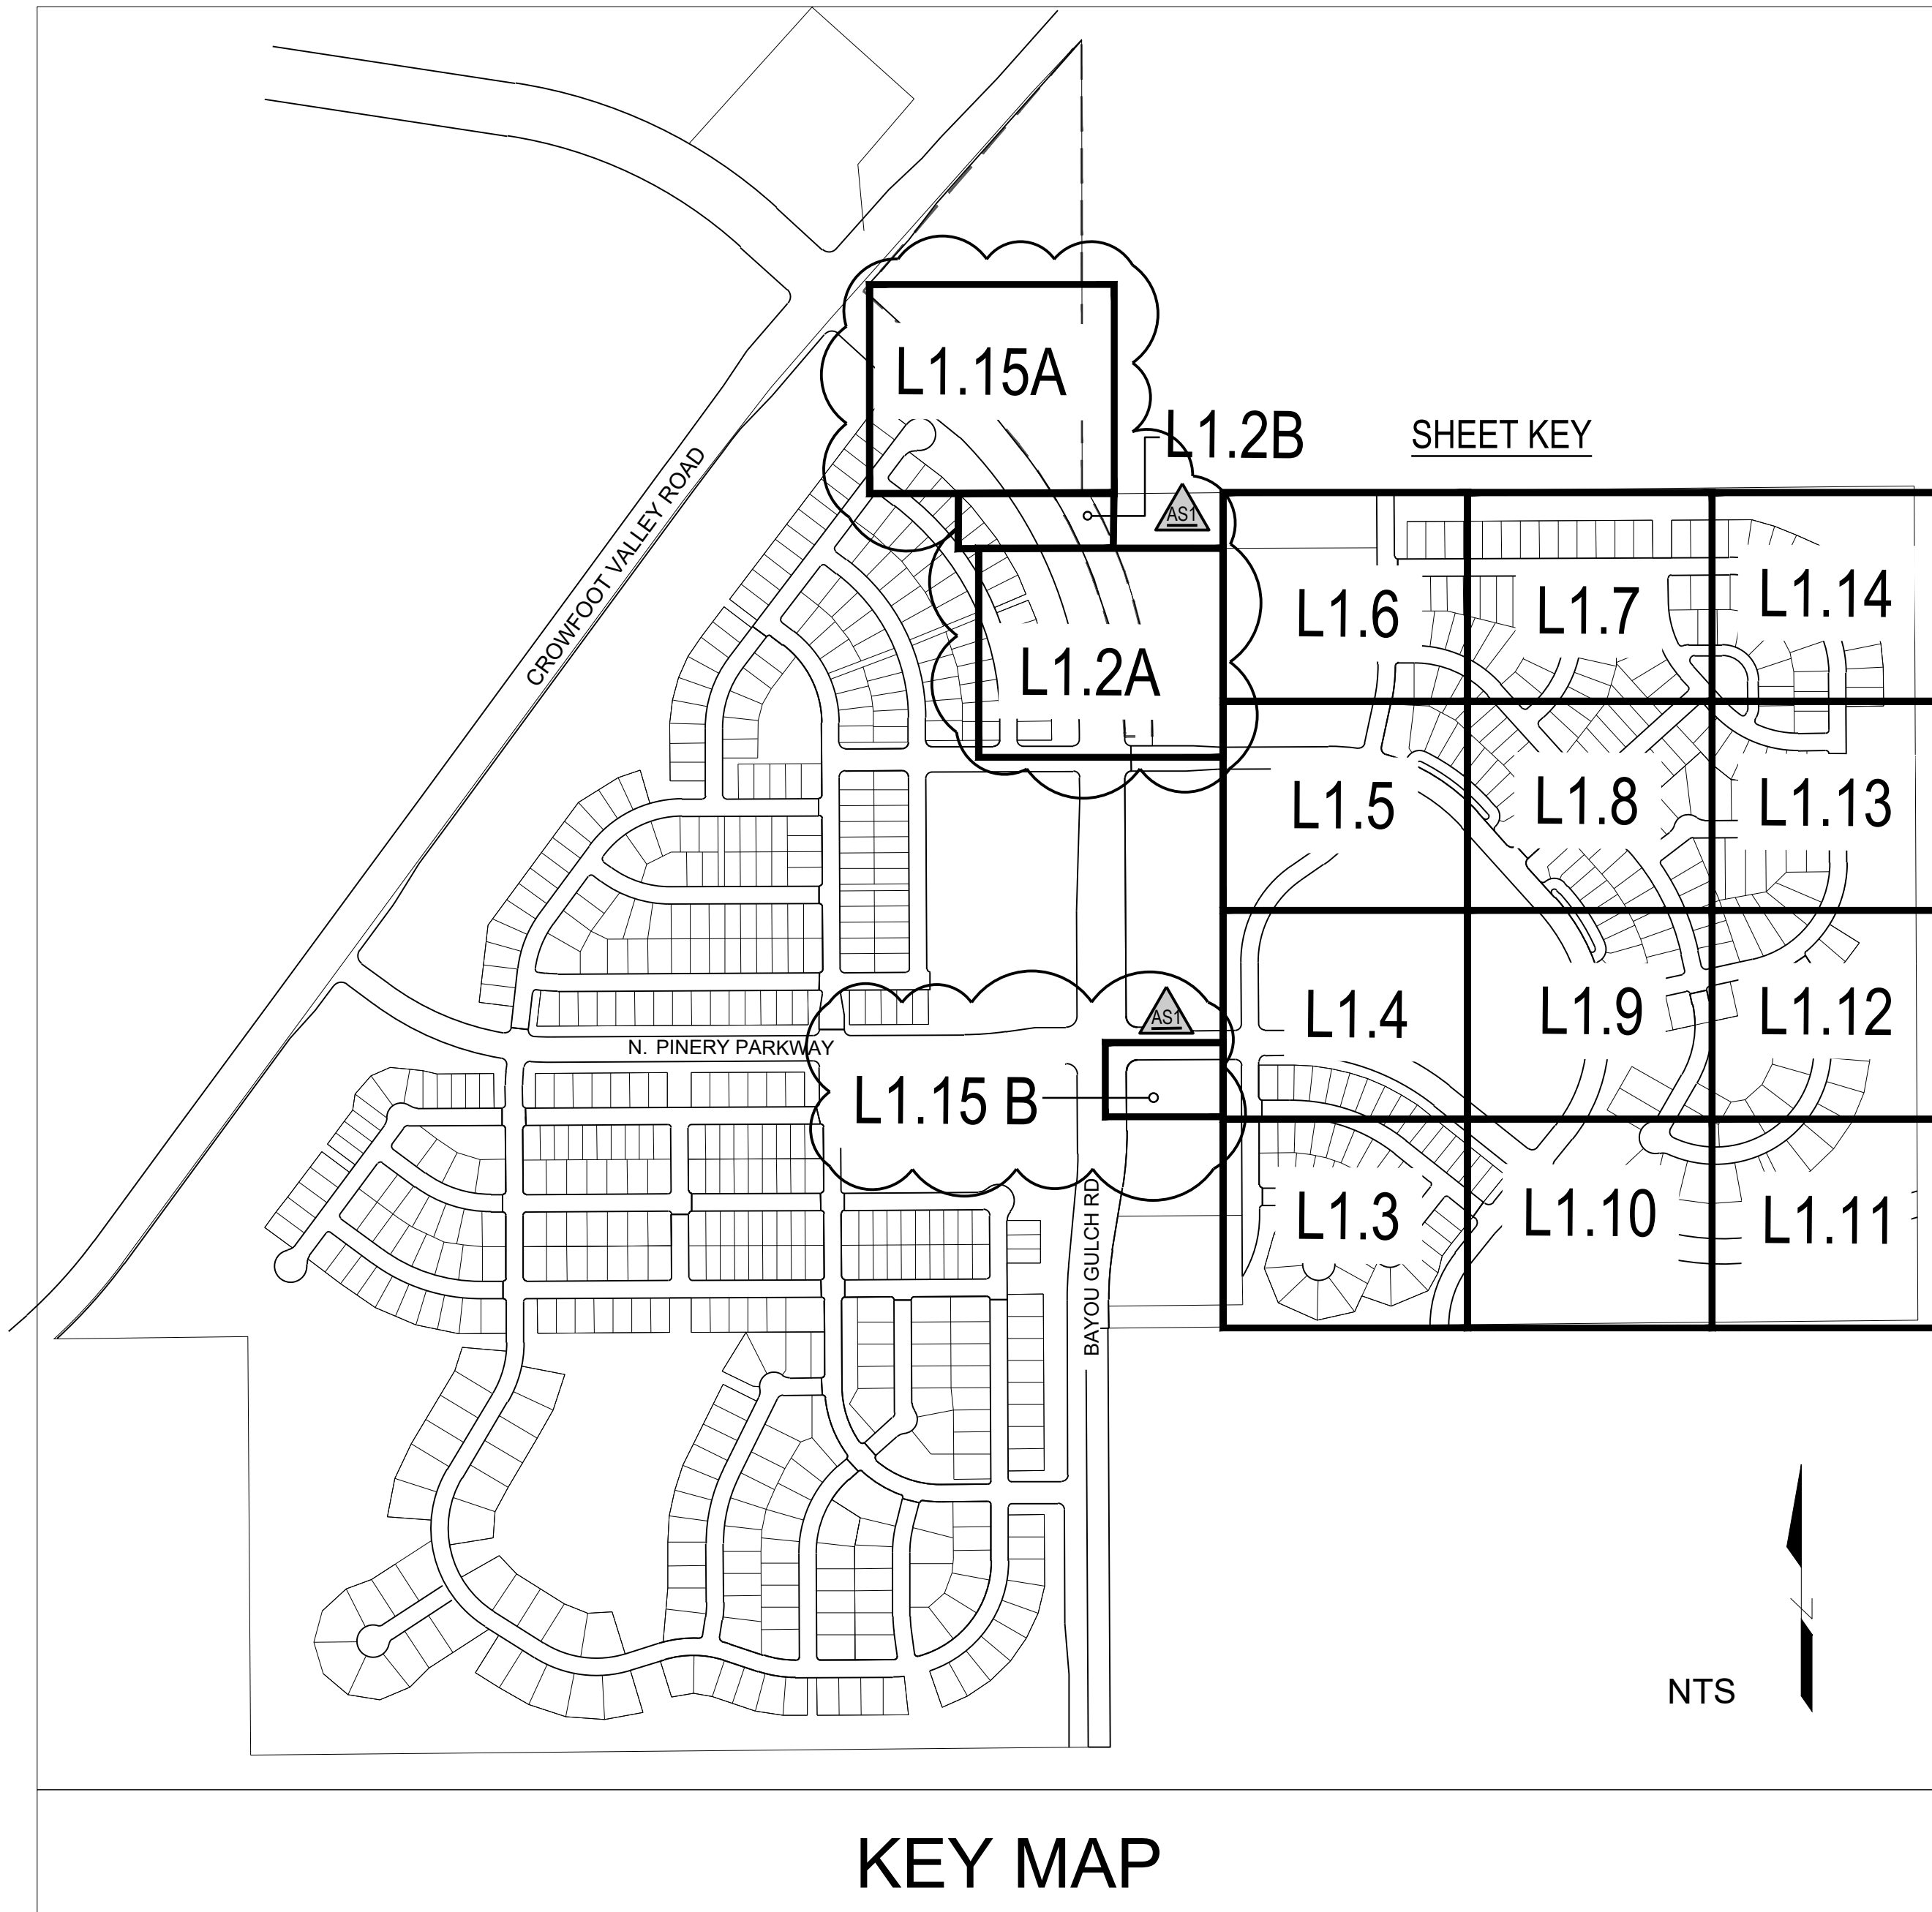 CROWFOOT VALLEY ROAD
L1.15A
L1.2B
SHEET KEY
AS1
L1.6
L1.7
L1.14
L1.2A
L1.5
L1.8
L1.13
L1.4
L1.9
L1.12
AS1
N. PINERY PARKWAY
L1.15 B
BAYOU GULCH RD
L1.3
L1.10
L1.11
NTS
KEY MAP